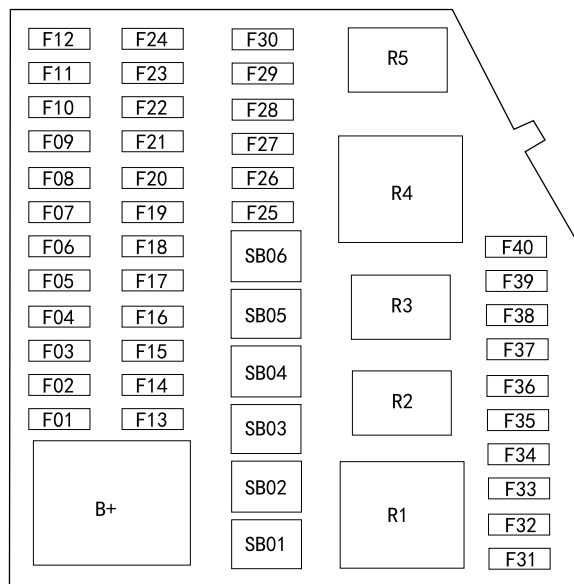 F12 F24 F30 R5
F11 F23 F29
F10 F22 F28
F09 F21 F27
F08 F20 F26 R4
F07 F19 F25
F06 F18 SB06 F40
F05 F17 F39
F04 F16 SB05 R3 F38
F03 F15 SB04 F37
F02 F14 R2 F36
F01 F13 SB03 F35
F34
SB02 F33
B+ R1 F32
SB01 F31